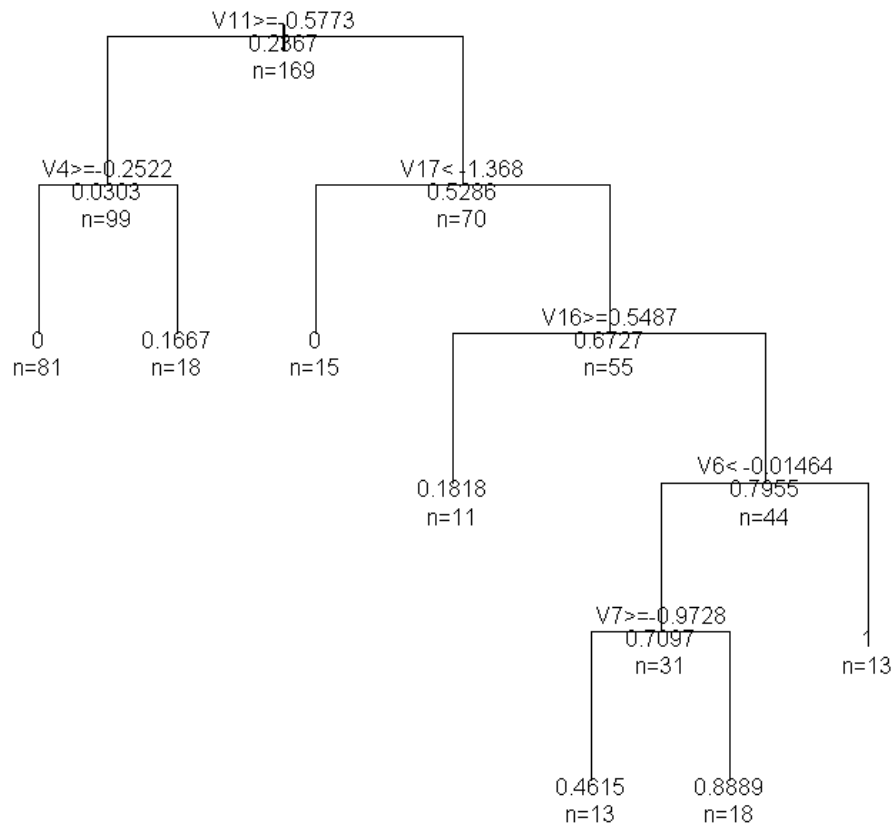 V11>=-0.5773
0.2367
n=169
V4>=-0.2522
0.0303
n=99
V17< -1.368
0.5286
n=70
0
n=81
0.1667
n=18
0
n=15
V16>=0.5487
0.6727
n=55
0.1818
n=11
V6< -0.01464
0.7955
n=44
V7>=-0.9728
0.7097
n=31
1
n=13
0.4615
n=13
0.8889
n=18